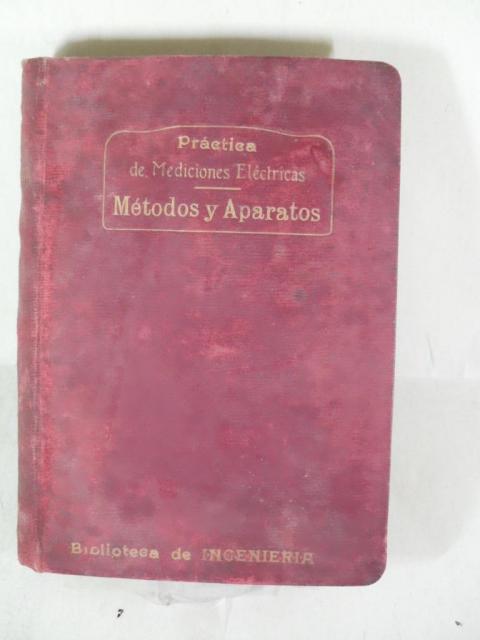 Práctica
de Mediciones Eléctricas
Métodos y Aparatos
Biblioteca de INGENIERIA